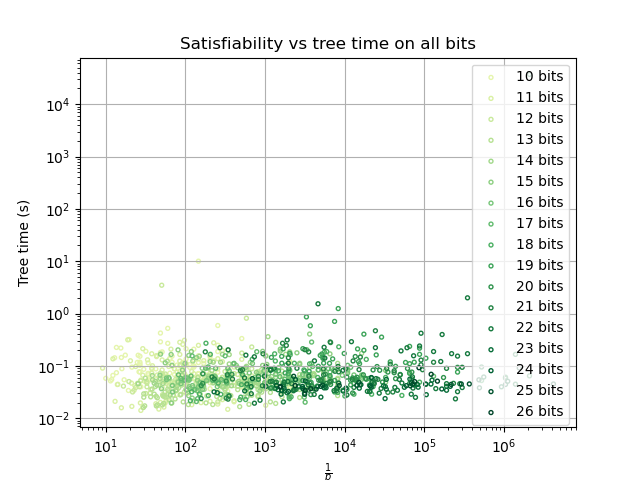 Satisfiability vs tree time on all bits
Tree time (s)
10⁴
10³
10²
10¹
10⁰
10⁻¹
10⁻²
10 bits
11 bits
12 bits
13 bits
14 bits
15 bits
16 bits
17 bits
18 bits
19 bits
20 bits
21 bits
22 bits
23 bits
24 bits
25 bits
26 bits
10¹ 10² 10³ 10⁴ 10⁵ 10⁶
1